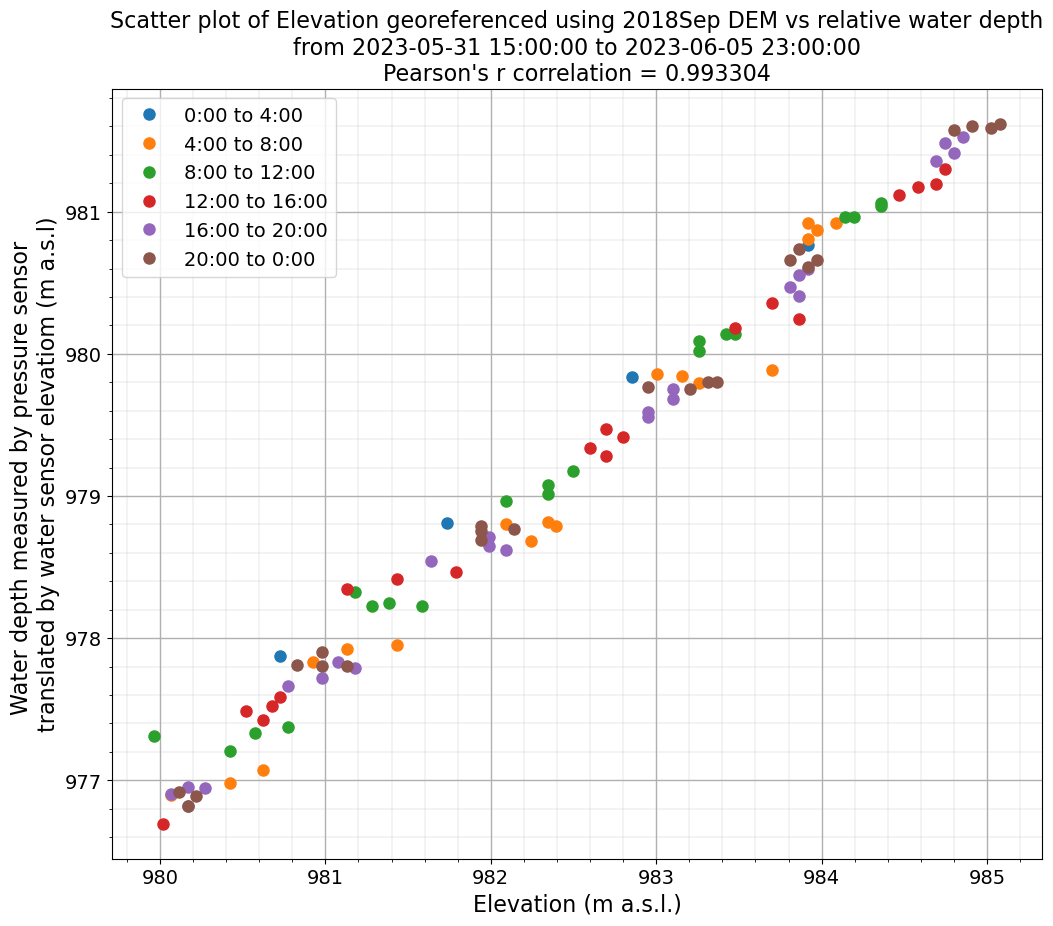 Scatter plot of Elevation georeferenced using 2018Sep DEM vs relative water depth
from 2023-05-31 15:00:00 to 2023-06-05 23:00:00
Pearson's r correlation = 0.993304
0:00 to 4:00
4:00 to 8:00
8:00 to 12:00
12:00 to 16:00
16:00 to 20:00
20:00 to 0:00
Water depth measured by pressure sensor
translated by water sensor elevatiom (m a.s.l)
981
980
979
978
977
980 981 982 983 984 985
Elevation (m a.s.l.)